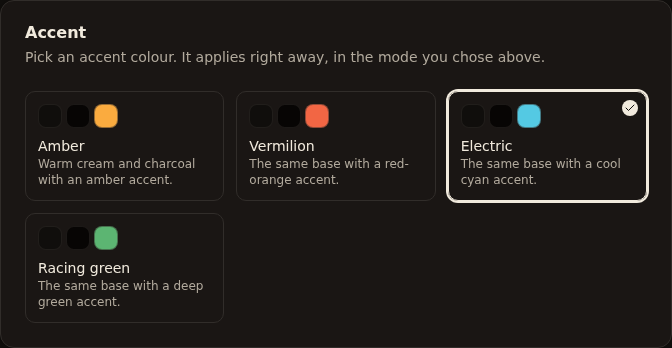 Accent
Pick an accent colour. It applies right away, in the mode you chose above.
Amber
Warm cream and charcoal
with an amber accent.
Vermilion
The same base with a red-
orange accent.
Electric
The same base with a cool
cyan accent.
Racing green
The same base with a deep
green accent.